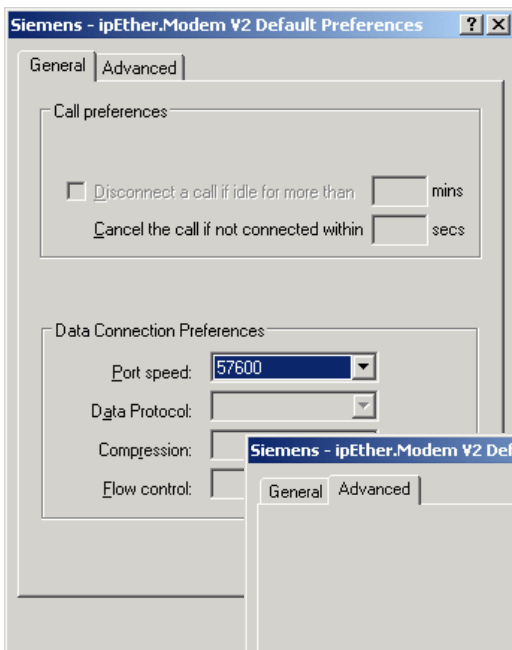 Siemens - ipEther.Modem V2 Default Preferences
General Advanced
Call preferences
Disconnect a call if idle for more than mins
Cancel the call if not connected within secs
Data Connection Preferences
Port speed: 57600
Data Protocol:
Compression:
Flow control:
Siemens - ipEther.Modem V2 Def
General Advanced